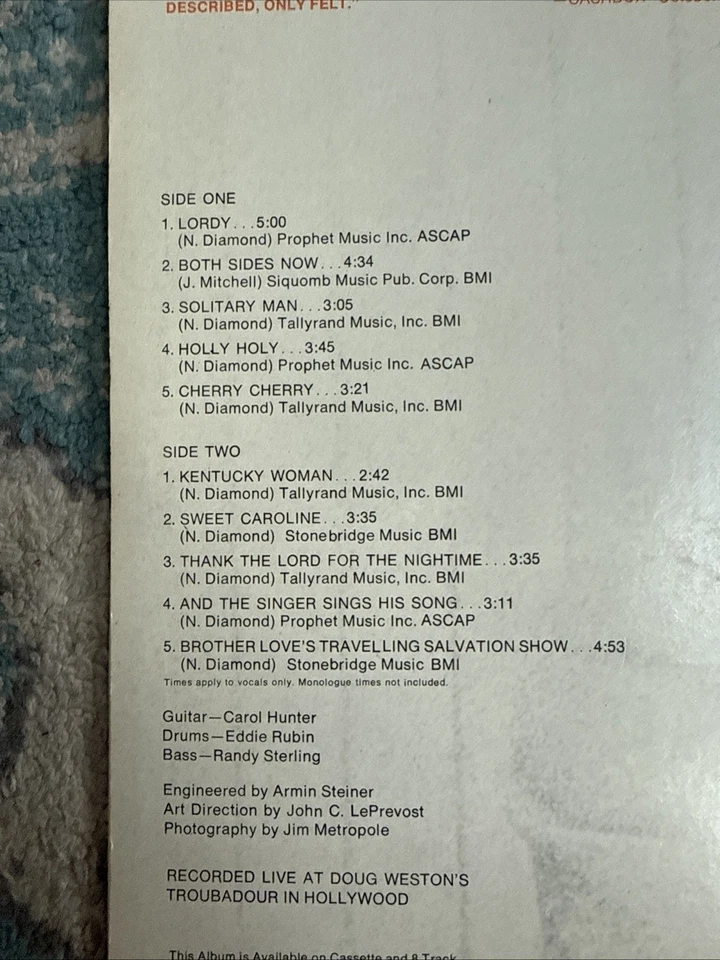 DESCRIBED, ONLY FELT."
SIDE ONE
1. LORDY...5:00
(N. Diamond) Prophet Music Inc. ASCAP
2. BOTH SIDES NOW...4:34
(J. Mitchell) Siquomb Music Pub. Corp. BMI
3. SOLITARY MAN...3:05
(N. Diamond) Tallyrand Music, Inc. BMI
4. HOLLY HOLY...3:45
(N. Diamond) Prophet Music Inc. ASCAP
5. CHERRY CHERRY...3:21
(N. Diamond) Tallyrand Music, Inc. BMI
SIDE TWO
1. KENTUCKY WOMAN...2:42
(N. Diamond) Tallyrand Music, Inc. BMI
2. SWEET CAROLINE...3:35
(N. Diamond) Stonebridge Music BMI
3. THANK THE LORD FOR THE NIGHTIME...3:35
(N. Diamond) Tallyrand Music, Inc. BMI
4. AND THE SINGER SINGS HIS SONG...3:11
(N. Diamond) Prophet Music Inc. ASCAP
5. BROTHER LOVE'S TRAVELLING SALVATION SHOW...4:53
(N. Diamond) Stonebridge Music BMI
Times apply to vocals only. Monologue times not included.
Guitar—Carol Hunter
Drums—Eddie Rubin
Bass—Randy Sterling
Engineered by Armin Steiner
Art Direction by John C. LePrevost
Photography by Jim Metropole
RECORDED LIVE AT DOUG WESTON'S
TROUBADOUR IN HOLLYWOOD
This Album is Available on Cassette and 8 Track